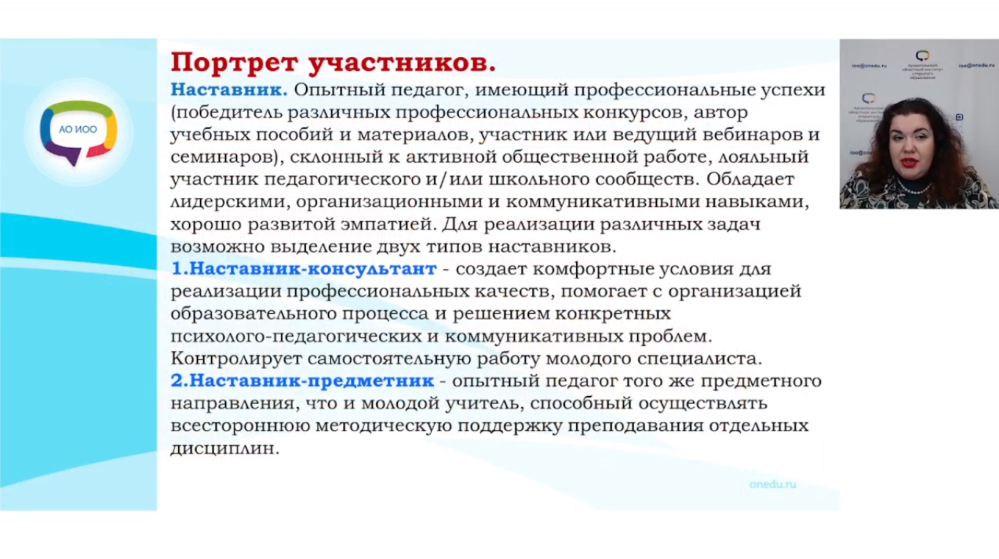 Портрет участников.
Наставник. Опытный педагог, имеющий профессиональные успехи
(победитель различных профессиональных конкурсов, автор
учебных пособий и материалов, участник или ведущий вебинаров и
семинаров), склонный к активной общественной работе, лояльный
участник педагогического и/или школьного сообществ. Обладает
лидерскими, организационными и коммуникативными навыками,
хорошо развитой эмпатией. Для реализации различных задач
возможно выделение двух типов наставников.
1.Наставник-консультант - создает комфортные условия для
реализации профессиональных качеств, помогает с организацией
образовательного процесса и решением конкретных
психолого-педагогических и коммуникативных проблем.
Контролирует самостоятельную работу молодого специалиста.
2.Наставник-предметник - опытный педагог того же предметного
направления, что и молодой учитель, способный осуществлять
всестороннюю методическую поддержку преподавания отдельных
дисциплин.
onedu.ru
АО ИОО
ioo@onedu.ru
Архангельский
областной институт
открытого
образования
ioo@onedu.ru